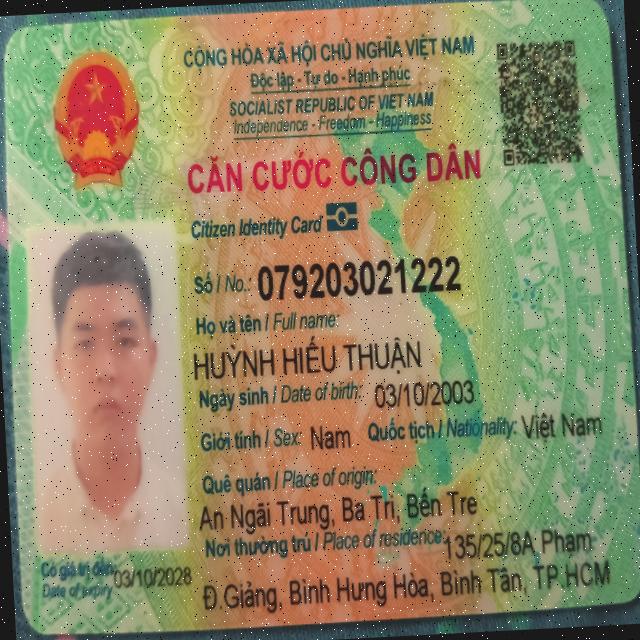 CỘNG HÒA XÃ HỘI CHỦ NGHĨA VIỆT NAM
Độc lập - Tự do - Hạnh phúc
SOCIALIST REPUBLIC OF VIET NAM
Independence - Freedom - Happiness
CĂN CƯỚC CÔNG DÂN
Citizen Identity Card
Số / No.: 079203021222
Họ và tên / Full name:
HUỲNH HIẾU THUẬN
Ngày sinh / Date of birth: 03/10/2003
Giới tính / Sex: Nam Quốc tịch / Nationality: Việt Nam
Quê quán / Place of origin:
An Ngãi Trung, Ba Tri, Bến Tre
Nơi thường trú / Place of residence: 135/25/8A Phạm
Đ.Giảng, Bình Hưng Hòa, Bình Tân, TP.HCM
Có giá trị đến: 03/10/2028
Date of expiry